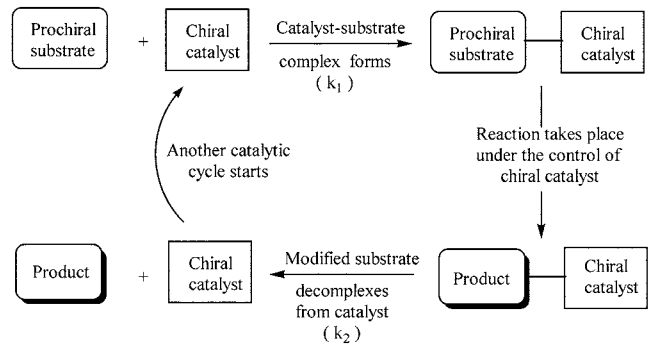 Prochiral
substrate
+
Chiral
catalyst
Catalyst-substrate
complex forms
( k1 )
Prochiral
substrate
Chiral
catalyst
Reaction takes place
under the control of
chiral catalyst
Another catalytic
cycle starts
Product
+
Chiral
catalyst
Modified substrate
decomplexes
from catalyst
( k2 )
Product
Chiral
catalyst